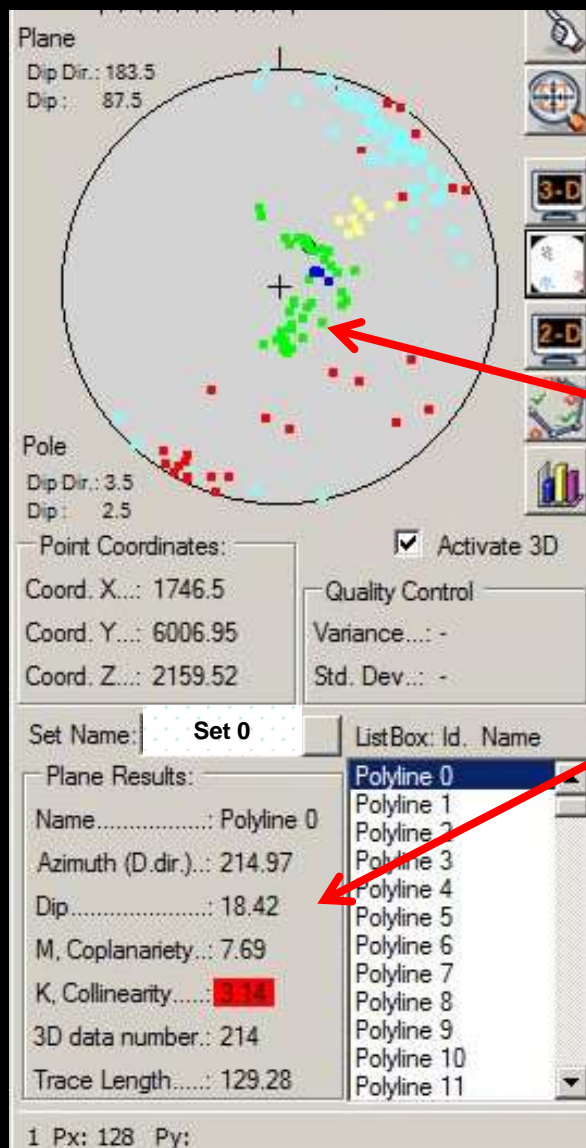 Plane
Dip Dir.: 183.5
Dip: 87.5
3-D
2-D
Pole
Dip Dir.: 3.5
Dip: 2.5
Point Coordinates:
Coord. X...: 1746.5
Coord. Y...: 6006.95
Coord. Z...: 2159.52
Activate 3D
Quality Control
Variance...: -
Std. Dev..: -
Set Name: Set 0
ListBox: Id. Name
Plane Results:
Name.................: Polyline 0
Azimuth (D.dir.)..: 214.97
Dip.....................: 18.42
M, Coplanariety..: 7.69
K, Collinearity.....: 3.14
3D data number.: 214
Trace Length.....: 129.28
Polyline 0
Polyline 1
Polyline 2
Polyline 3
Polyline 4
Polyline 5
Polyline 6
Polyline 7
Polyline 8
Polyline 9
Polyline 10
Polyline 11
1 Px: 128 Py: